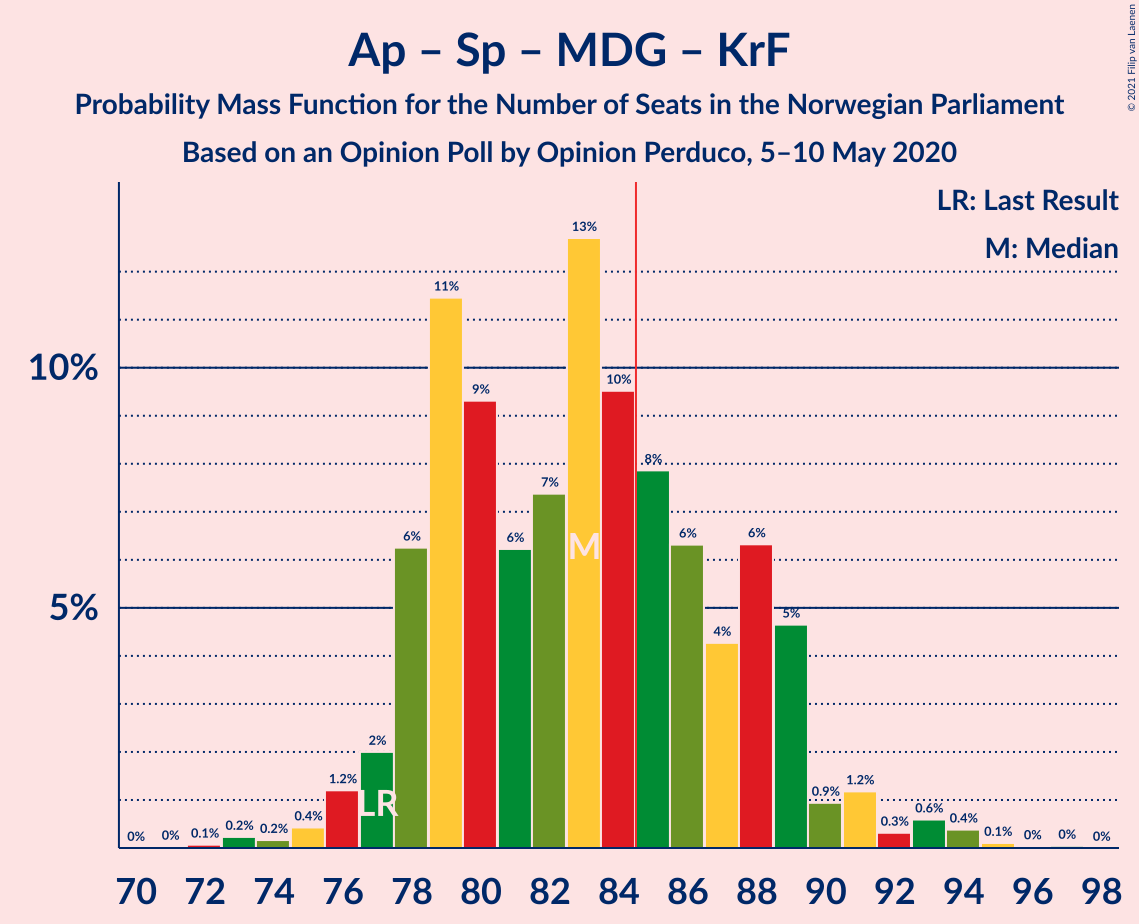 Ap – Sp – MDG – KrF
Probability Mass Function for the Number of Seats in the Norwegian Parliament
Based on an Opinion Poll by Opinion Perduco, 5–10 May 2020
© 2021 Filip van Laenen
LR: Last Result
M: Median
10%
5%
0% 0% 0.1% 0.2% 0.2% 0.4% 1.2% 2% 6% 11% 9% 6% 7% 13% 10% 8% 6% 4% 6% 5% 0.9% 1.2% 0.3% 0.6% 0.4% 0.1% 0% 0% 0%
M
LR
70 72 74 76 78 80 82 84 86 88 90 92 94 96 98